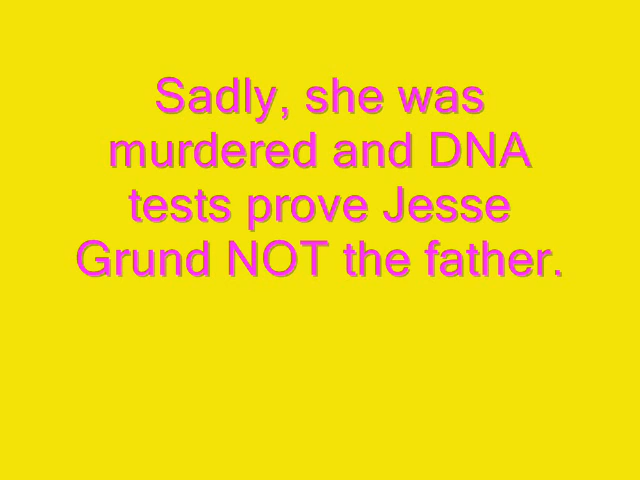 Sadly, she was
murdered and DNA
tests prove Jesse
Grund NOT the father.